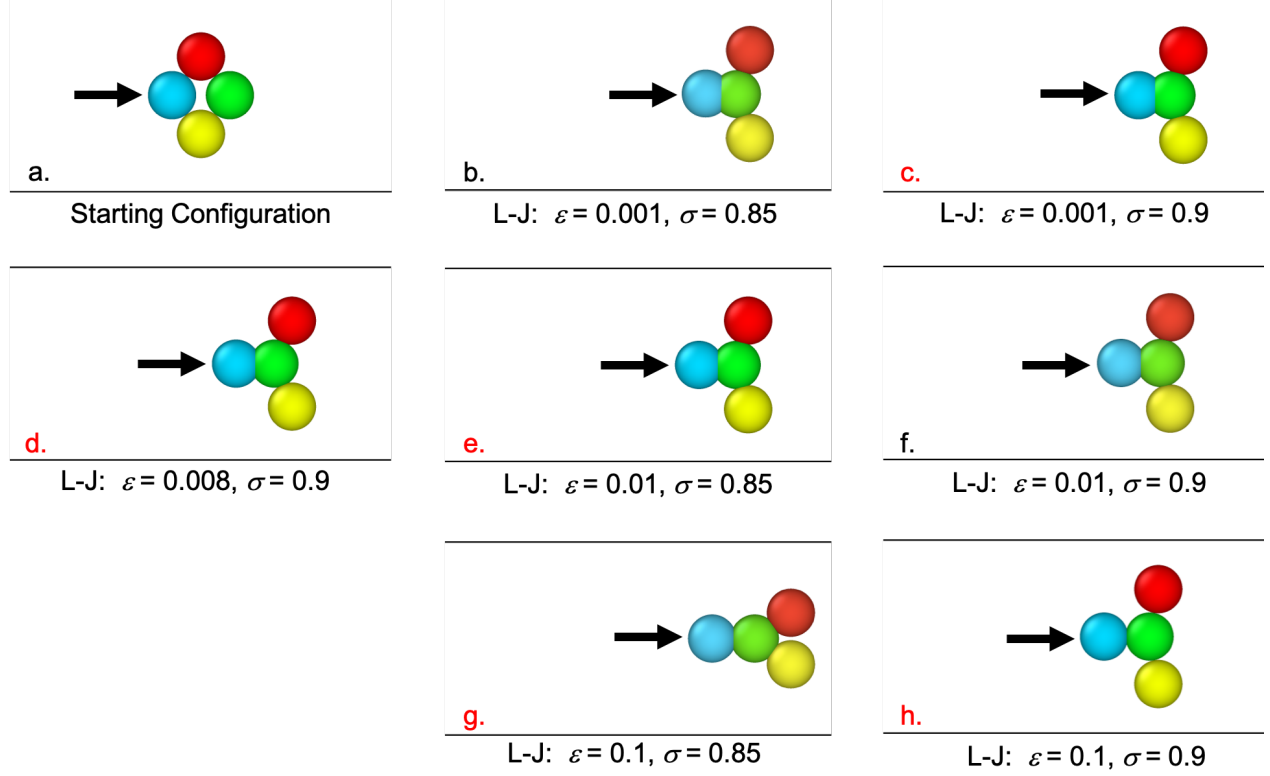 a.
Starting Configuration
b.
L-J: ε = 0.001, σ = 0.85
c.
L-J: ε = 0.001, σ = 0.9
d.
L-J: ε = 0.008, σ = 0.9
e.
L-J: ε = 0.01, σ = 0.85
f.
L-J: ε = 0.01, σ = 0.9
g.
L-J: ε = 0.1, σ = 0.85
h.
L-J: ε = 0.1, σ = 0.9